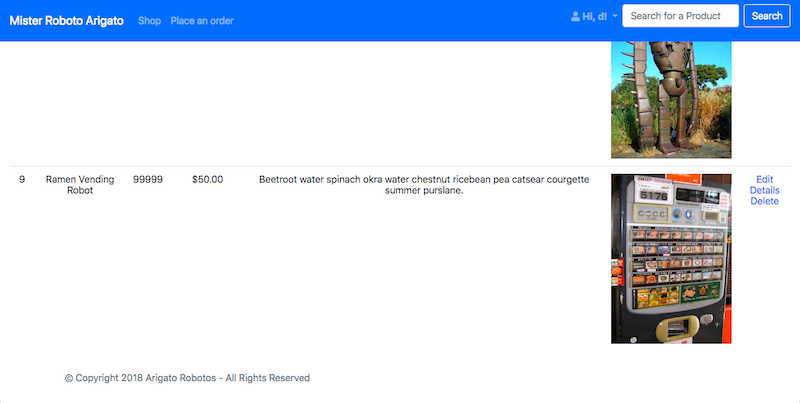 Mister Roboto Arigato Shop Place an order Hi, d! Search for a Product Search
9 Ramen Vending 99999 $50.00 Beetroot water spinach okra water chestnut ricebean pea catsear courgette Edit
Robot summer purslane. Details
Delete
5178
© Copyright 2018 Arigato Robotos - All Rights Reserved